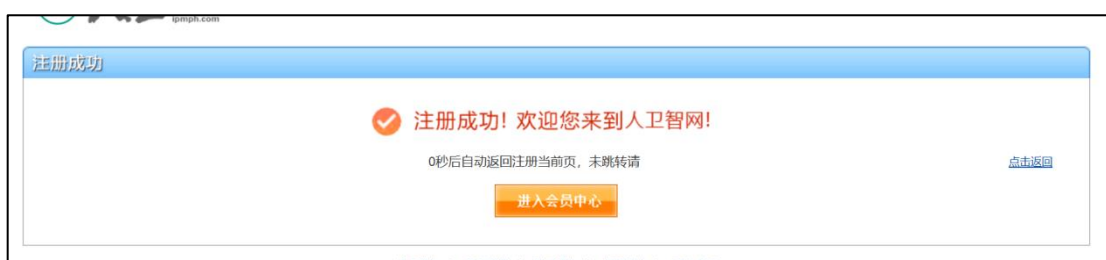 ipmph.com
注册成功
注册成功! 欢迎您来到人卫智网!
0秒后自动返回注册当前页，未跳转请
点击返回
进入会员中心